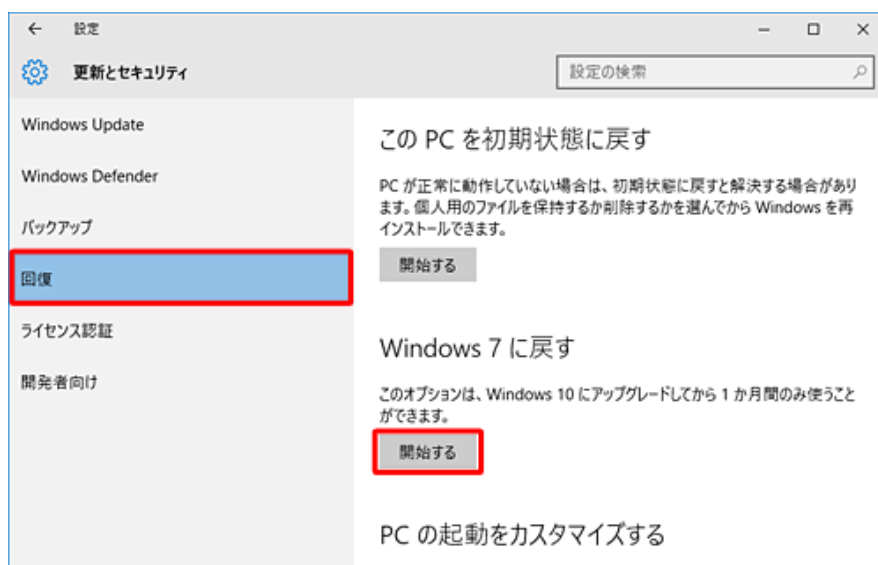 ← 設定
更新とセキュリティ
設定の検索
Windows Update
Windows Defender
バックアップ
回復
ライセンス認証
開発者向け
この PC を初期状態に戻す
PC が正常に動作していない場合は、初期状態に戻すと解決する場合があり
ます。個人用のファイルを保持するか削除するかを選んでから Windows を再
インストールできます。
開始する
Windows 7 に戻す
このオプションは、Windows 10 にアップグレードしてから 1 か月間のみ使うこと
ができます。
開始する
PC の起動をカスタマイズする